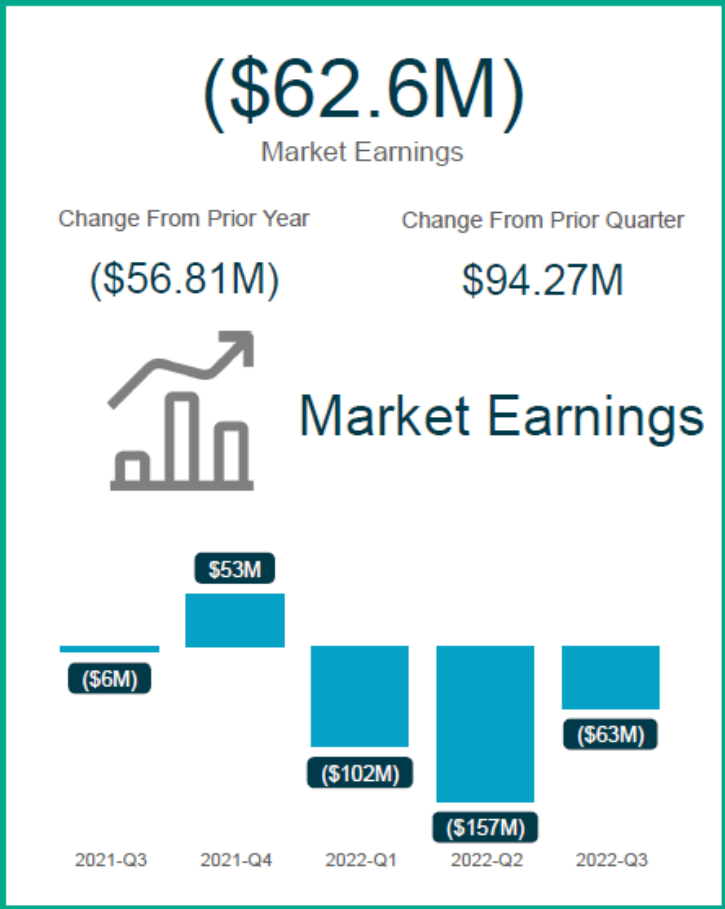 ($62.6M)
Market Earnings
Change From Prior Year
Change From Prior Quarter
($56.81M)
$94.27M
Market Earnings
$53M
($6M)
($102M)
($157M)
($63M)
2021-Q3
2021-Q4
2022-Q1
2022-Q2
2022-Q3